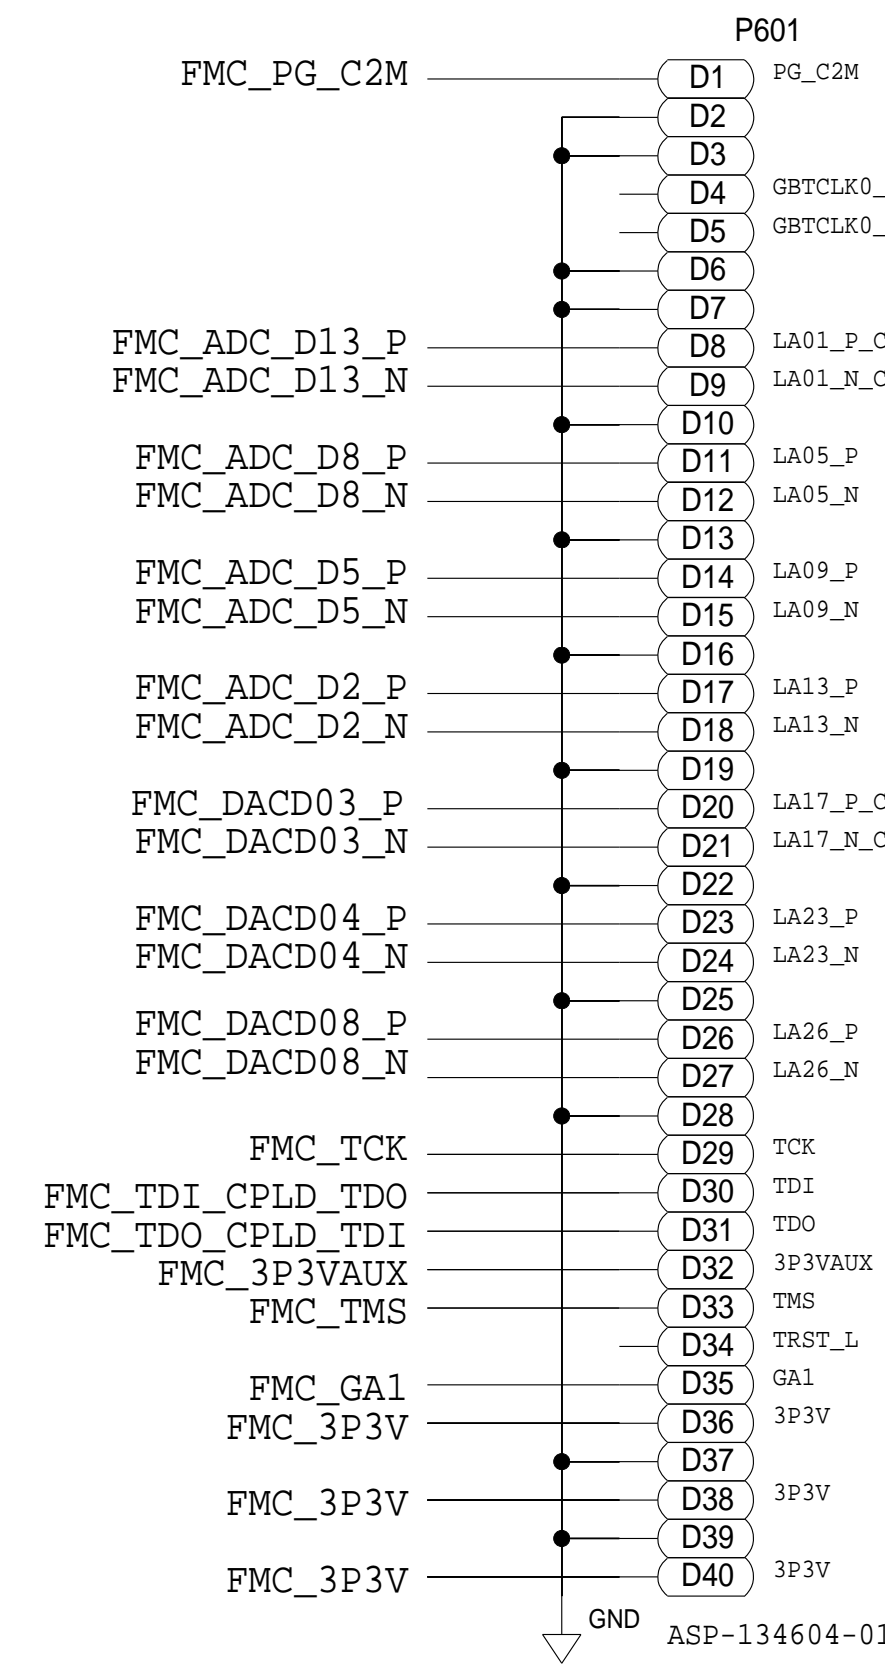 P601
FMC_PG_C2M D1 PG_C2M
D2
D3
D4 GBTCLK0_
D5 GBTCLK0_
D6
D7
FMC_ADC_D13_P D8 LA01_P_C
FMC_ADC_D13_N D9 LA01_N_C
D10
FMC_ADC_D8_P D11 LA05_P
FMC_ADC_D8_N D12 LA05_N
D13
FMC_ADC_D5_P D14 LA09_P
FMC_ADC_D5_N D15 LA09_N
D16
FMC_ADC_D2_P D17 LA13_P
FMC_ADC_D2_N D18 LA13_N
D19
FMC_DACD03_P D20 LA17_P_C
FMC_DACD03_N D21 LA17_N_C
D22
FMC_DACD04_P D23 LA23_P
FMC_DACD04_N D24 LA23_N
D25
FMC_DACD08_P D26 LA26_P
FMC_DACD08_N D27 LA26_N
D28
FMC_TCK D29 TCK
FMC_TDI_CPLD_TDO D30 TDI
FMC_TDO_CPLD_TDI D31 TDO
FMC_3P3VAUX D32 3P3VAUX
FMC_TMS D33 TMS
D34 TRST_L
FMC_GA1 D35 GA1
FMC_3P3V D36 3P3V
D37
FMC_3P3V D38 3P3V
D39
FMC_3P3V D40 3P3V
GND ASP-134604-01